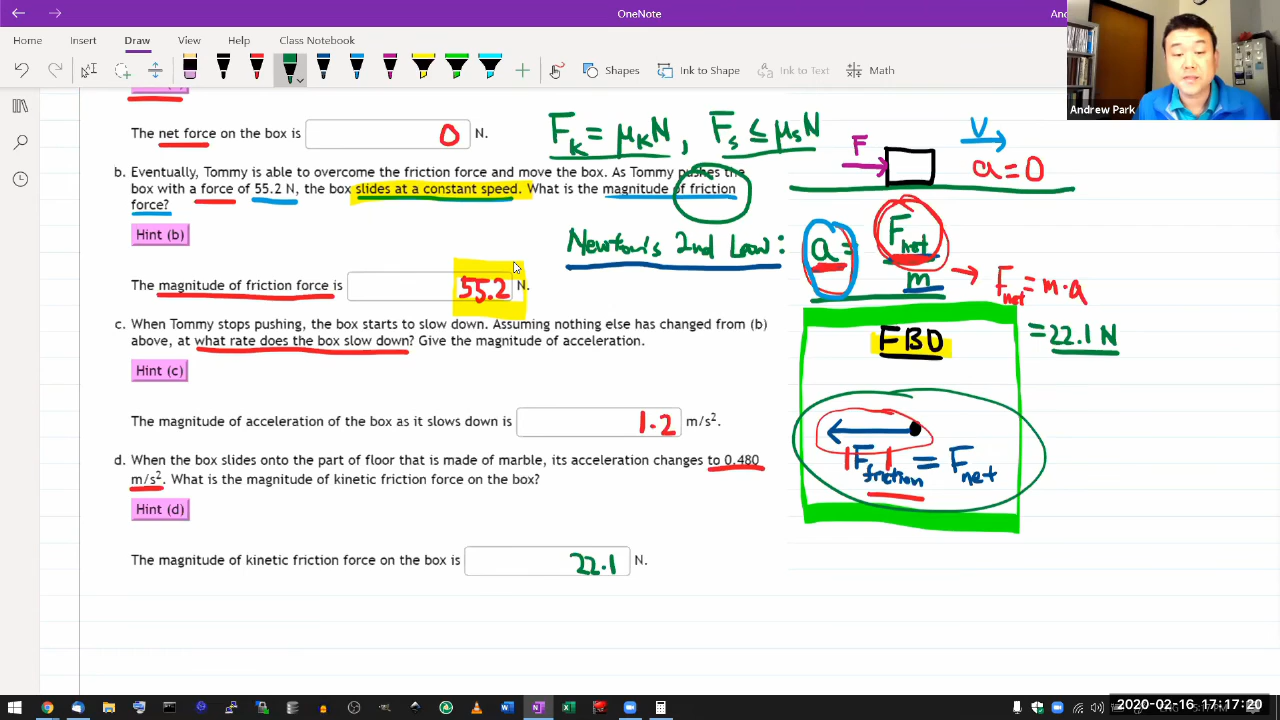 OneNote
And
Home Insert Draw View Help Class Notebook
Shapes Ink to Shape Ink to Text Math
Andrew Park
The net force on the box is 0 N.
F_k = μ_k N , F_s ≤ μ_s N
F
V
a = 0
b. Eventually, Tommy is able to overcome the friction force and move the box. As Tommy pushes the
box with a force of 55.2 N, the box slides at a constant speed. What is the magnitude of friction
force?
Hint (b)
Newton's 2nd Law: a = F_net / m
→ F_net = m·a
= 22.1 N
The magnitude of friction force is 55.2 N.
c. When Tommy stops pushing, the box starts to slow down. Assuming nothing else has changed from (b)
above, at what rate does the box slow down? Give the magnitude of acceleration.
Hint (c)
FBD
The magnitude of acceleration of the box as it slows down is 1.2 m/s²
F_friction = F_net
d. When the box slides onto the part of floor that is made of marble, its acceleration changes to 0.480
m/s². What is the magnitude of kinetic friction force on the box?
Hint (d)
The magnitude of kinetic friction force on the box is 22.1 N.
2020-02-16 17:17:20